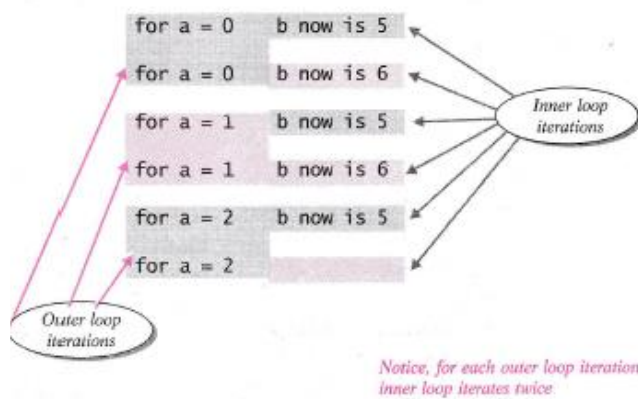 for a = 0 b now is 5
for a = 0 b now is 6
for a = 1 b now is 5
for a = 1 b now is 6
for a = 2 b now is 5
for a = 2
Inner loop
iterations
Outer loop
iterations
Notice, for each outer loop iteration
inner loop iterates twice